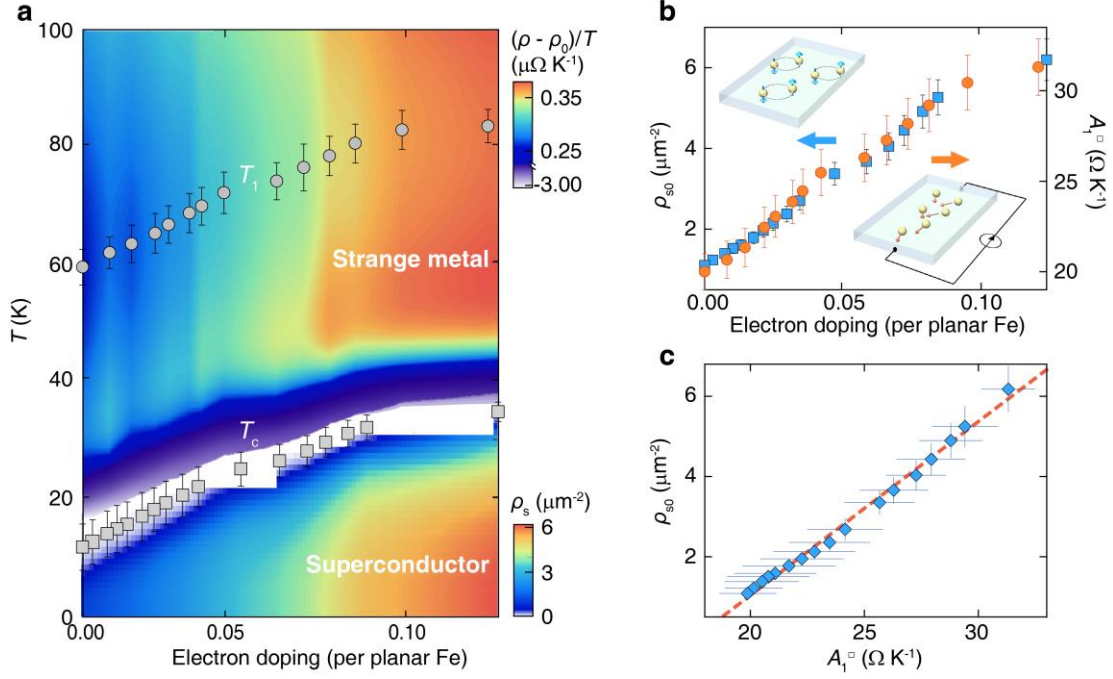 a
(ρ - ρ₀)/T
(μΩ K⁻¹)
100
80
60
40
20
0
T (K)
0.35
0.25
-3.00
T₁
Strange metal
T꜀
ρₛ (μm⁻²)
6
3
0
Superconductor
0.00
0.05
0.10
Electron doping (per planar Fe)
b
6
4
2
ρₛ₀ (μm⁻²)
30
25
20
A₁□ (Ω K⁻¹)
0.00
0.05
0.10
Electron doping (per planar Fe)
c
6
4
2
ρₛ₀ (μm⁻²)
20
25
30
A₁□ (Ω K⁻¹)